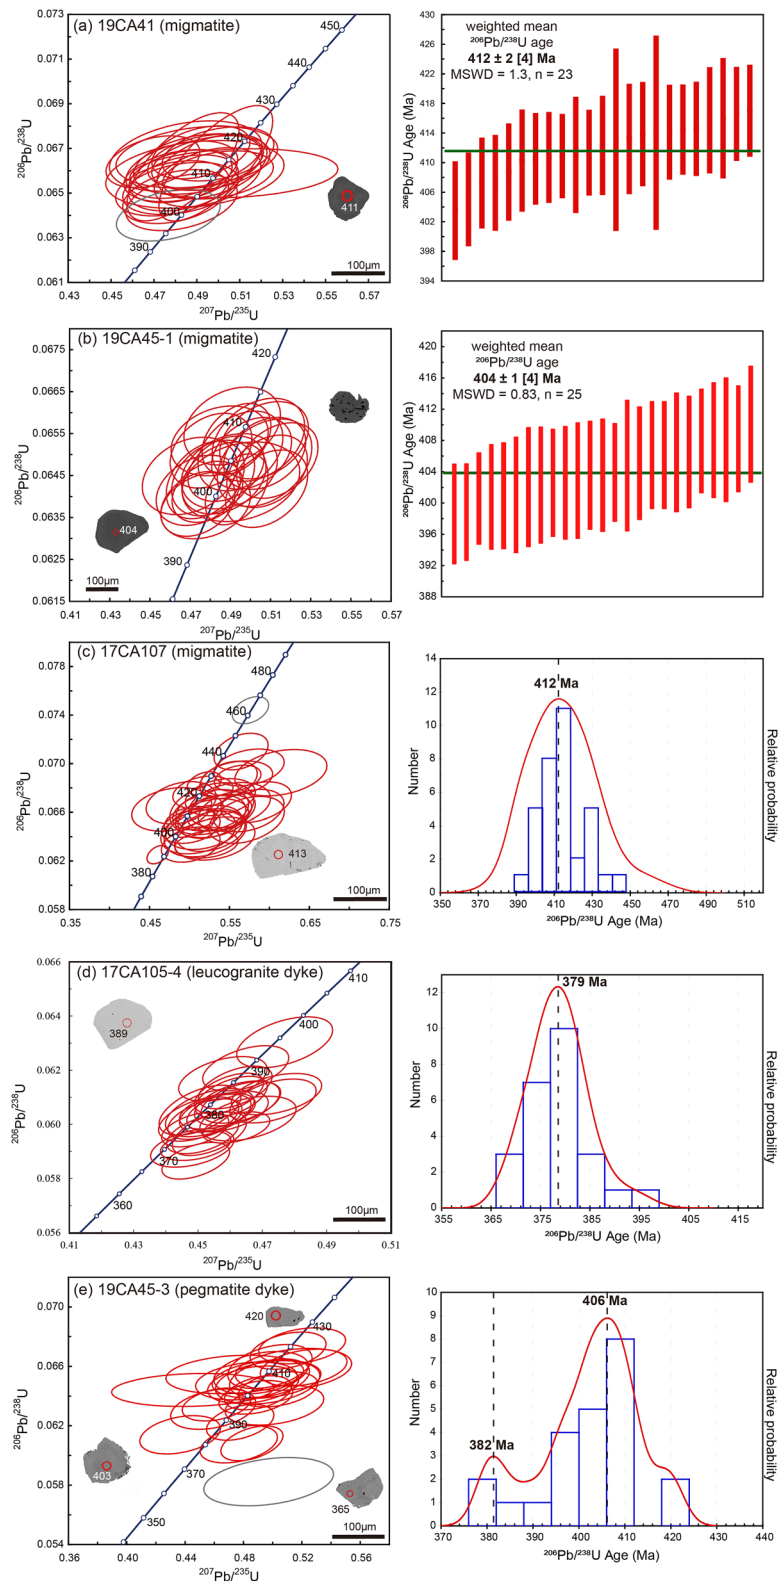 (a) 19CA41 (migmatite)
0.073
0.071
0.069
0.067
0.065
0.063
0.061
²⁰⁶Pb/²³⁸U
450
440
430
420
410
400
390
411
100μm
0.43 0.45 0.47 0.49 0.51 0.53 0.55 0.57
²⁰⁷Pb/²³⁵U
weighted mean
²⁰⁶Pb/²³⁸U age
412 ± 2 [4] Ma
MSWD = 1.3, n = 23
430
426
422
418
414
410
406
402
398
394
²⁰⁶Pb/²³⁸U Age (Ma)
(b) 19CA45-1 (migmatite)
0.0675
0.0665
0.0655
0.0645
0.0635
0.0625
0.0615
²⁰⁶Pb/²³⁸U
420
410
400
390
404
100μm
0.41 0.43 0.45 0.47 0.49 0.51 0.53 0.55 0.57
²⁰⁷Pb/²³⁵U
weighted mean
²⁰⁶Pb/²³⁸U age
404 ± 1 [4] Ma
MSWD = 0.83, n = 25
420
416
412
408
404
400
396
392
388
²⁰⁶Pb/²³⁸U Age (Ma)
(c) 17CA107 (migmatite)
0.078
0.074
0.070
0.066
0.062
0.058
²⁰⁶Pb/²³⁸U
480
460
440
420
400
380
413
100μm
0.35 0.45 0.55 0.65 0.75
²⁰⁷Pb/²³⁵U
412 Ma
14
12
10
8
6
4
2
0
Number
Relative probability
350 370 390 410 430 450 470 490 510
²⁰⁶Pb/²³⁸U Age (Ma)
(d) 17CA105-4 (leucogranite dyke)
0.066
0.064
0.062
0.060
0.058
0.056
²⁰⁶Pb/²³⁸U
410
400
390
380
370
360
389
100μm
0.41 0.43 0.45 0.47 0.49 0.51
²⁰⁷Pb/²³⁵U
379 Ma
12
10
8
6
4
2
0
Number
Relative probability
355 365 375 385 395 405 415
²⁰⁶Pb/²³⁸U Age (Ma)
(e) 19CA45-3 (pegmatite dyke)
0.070
0.066
0.062
0.058
0.054
²⁰⁶Pb/²³⁸U
420
430
410
390
370
350
403
365
100μm
0.36 0.40 0.44 0.48 0.52 0.56
²⁰⁷Pb/²³⁵U
406 Ma
382 Ma
10
9
8
7
6
5
4
3
2
1
0
Number
Relative probability
370 380 390 400 410 420 430 440
²⁰⁶Pb/²³⁸U Age (Ma)